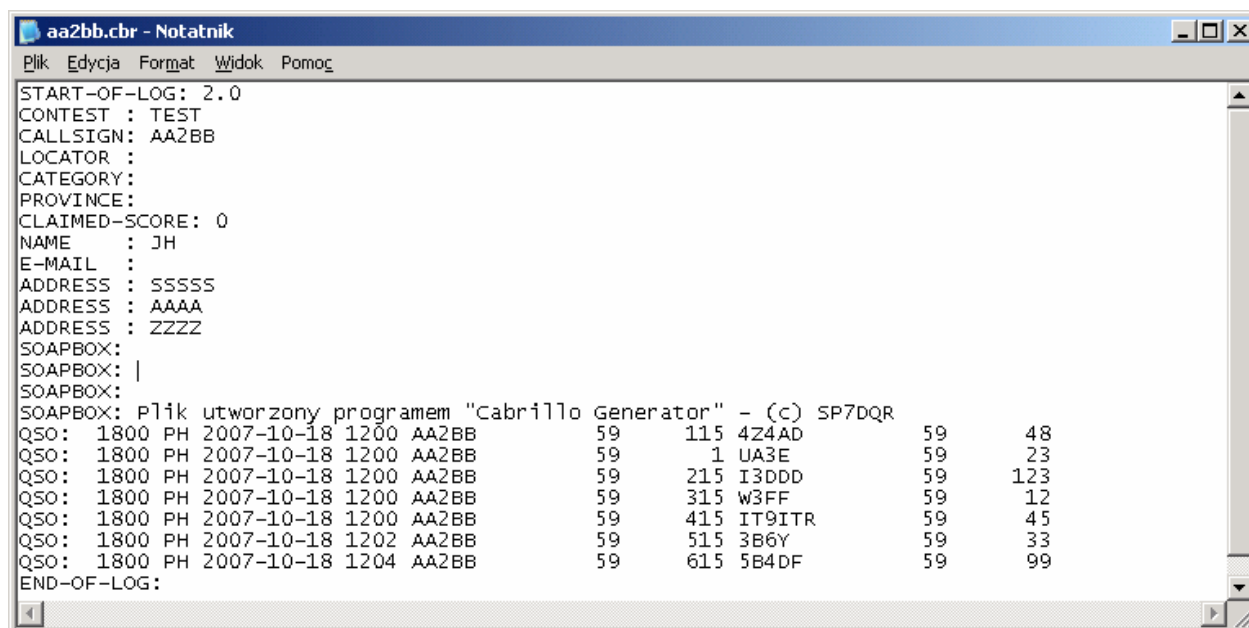 aa2bb.cbr - Notatnik
Plik Edycja Format Widok Pomoc
START-OF-LOG: 2.0
CONTEST : TEST
CALLSIGN: AA2BB
LOCATOR :
CATEGORY:
PROVINCE:
CLAIMED-SCORE: 0
NAME    : JH
E-MAIL  :
ADDRESS : SSSSS
ADDRESS : AAAA
ADDRESS : ZZZZ
SOAPBOX:
SOAPBOX:
SOAPBOX:
SOAPBOX: Plik utworzony programem "Cabrillo Generator" - (c) SP7DQR
QSO:  1800 PH 2007-10-18 1200 AA2BB         59     115 4Z4AD         59      48
QSO:  1800 PH 2007-10-18 1200 AA2BB         59       1 UA3E          59      23
QSO:  1800 PH 2007-10-18 1200 AA2BB         59     215 I3DDD         59     123
QSO:  1800 PH 2007-10-18 1200 AA2BB         59     315 W3FF          59      12
QSO:  1800 PH 2007-10-18 1200 AA2BB         59     415 IT9ITR        59      45
QSO:  1800 PH 2007-10-18 1202 AA2BB         59     515 3B6Y          59      33
QSO:  1800 PH 2007-10-18 1204 AA2BB         59     615 5B4DF         59      99
END-OF-LOG: